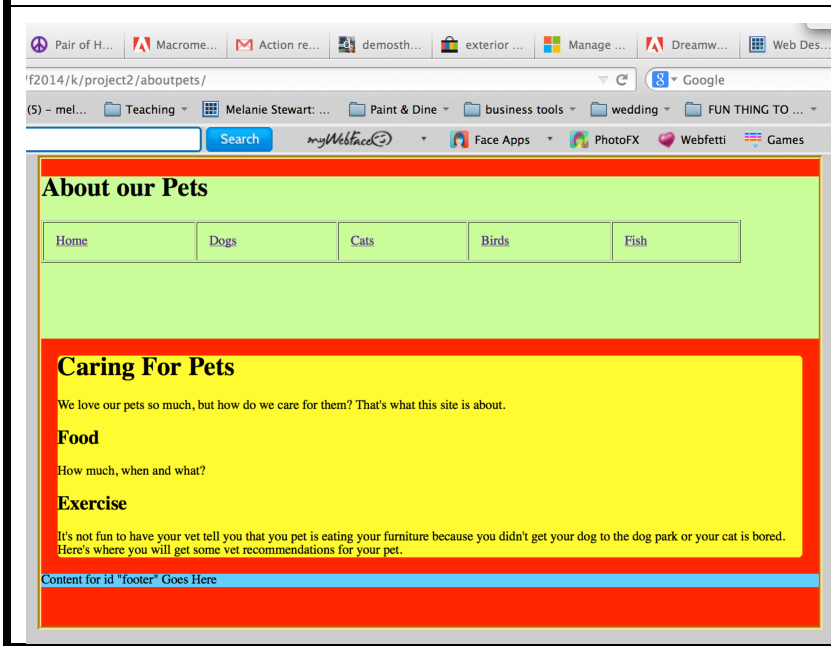 Pair of H... Macrome... Action re... demosth... exterior ... Manage ... Dreamw... Web Des...
f2014/k/project2/aboutpets/ 8 Google
(5) – mel... Teaching Melanie Stewart: ... Paint & Dine business tools wedding FUN THING TO ...
Search myWebface Face Apps PhotoFX Webfetti Games
About our Pets
Home Dogs Cats Birds Fish
Caring For Pets
We love our pets so much, but how do we care for them? That's what this site is about.
Food
How much, when and what?
Exercise
It's not fun to have your vet tell you that you pet is eating your furniture because you didn't get your dog to the dog park or your cat is bored.
Here's where you will get some vet recommendations for your pet.
Content for id "footer" Goes Here